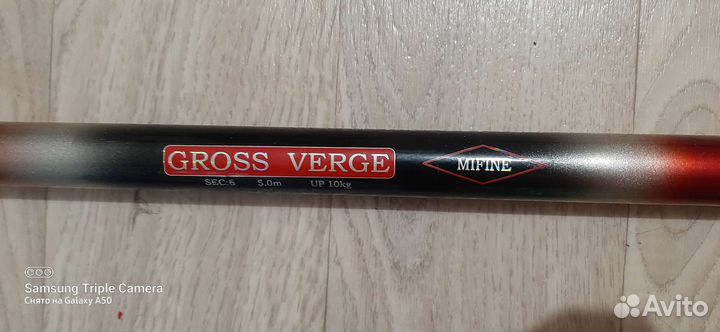 GROSS VERGE
SEC:6 5.0m UP 10kg
MIFINE
Samsung Triple Camera
Снято на Galaxy A50
Avito